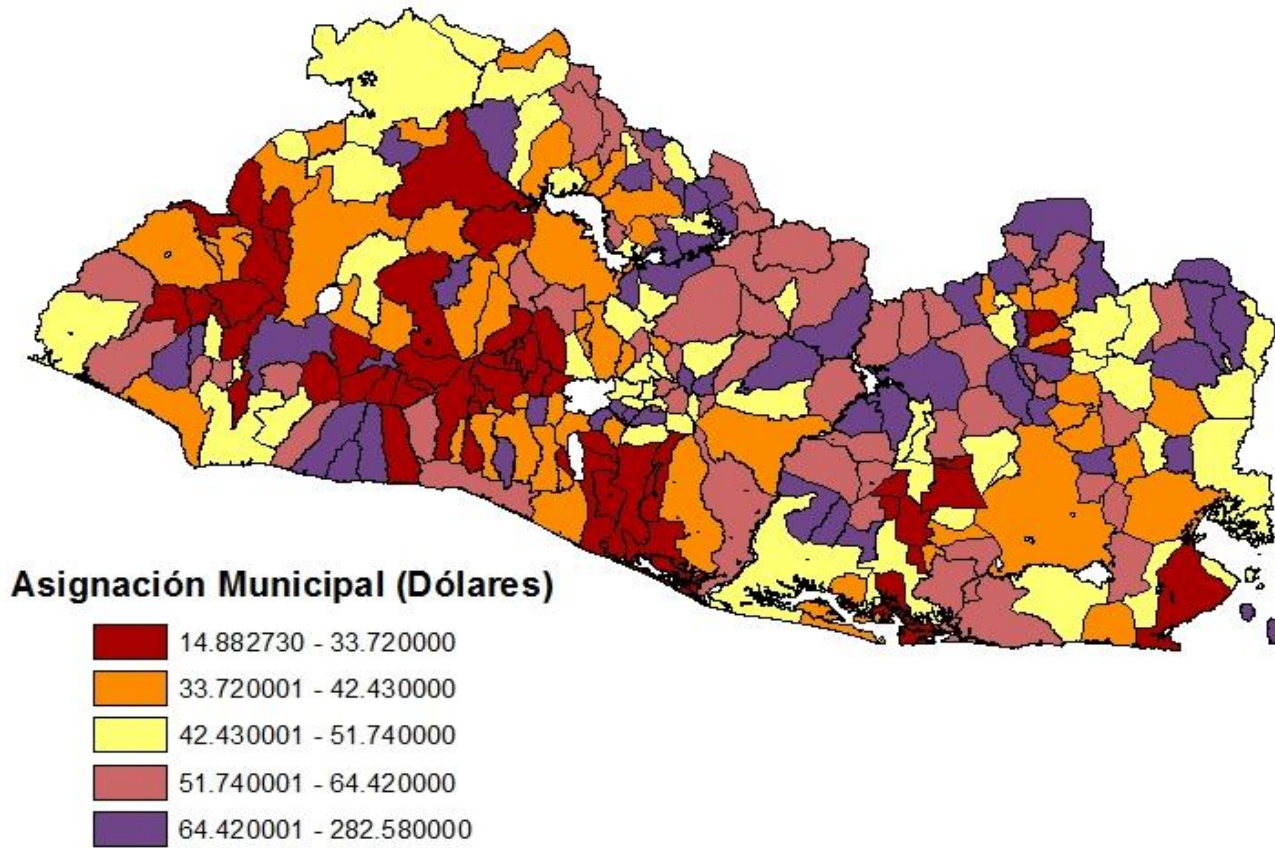 Asignación Municipal (Dólares)
14.882730 - 33.720000
33.720001 - 42.430000
42.430001 - 51.740000
51.740001 - 64.420000
64.420001 - 282.580000